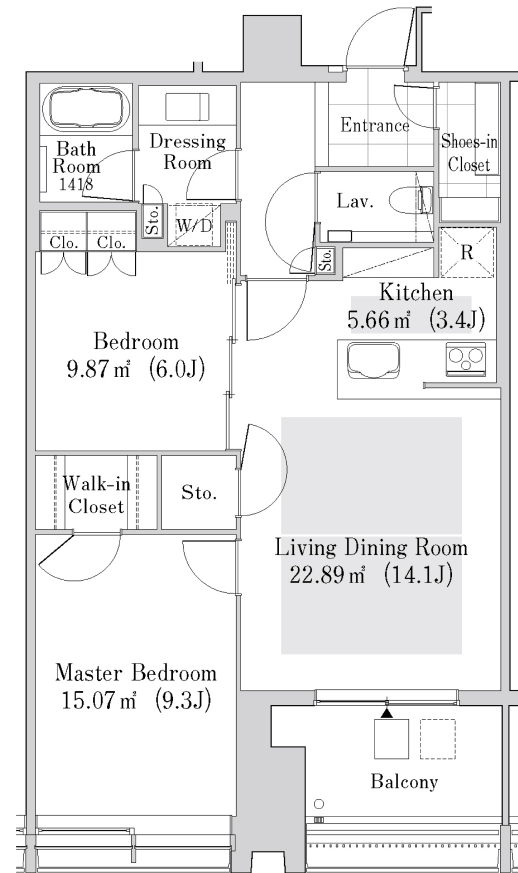 Entrance
Shoes-in
Closet
Bath
Room
1418
Dressing
Room
Lav.
Sto.
W/D
Clo.
Clo.
Sto.
R
Kitchen
5.66㎡ (3.4J)
Bedroom
9.87㎡ (6.0J)
Walk-in
Closet
Sto.
Living Dining Room
22.89㎡ (14.1J)
Master Bedroom
15.07㎡ (9.3J)
Balcony